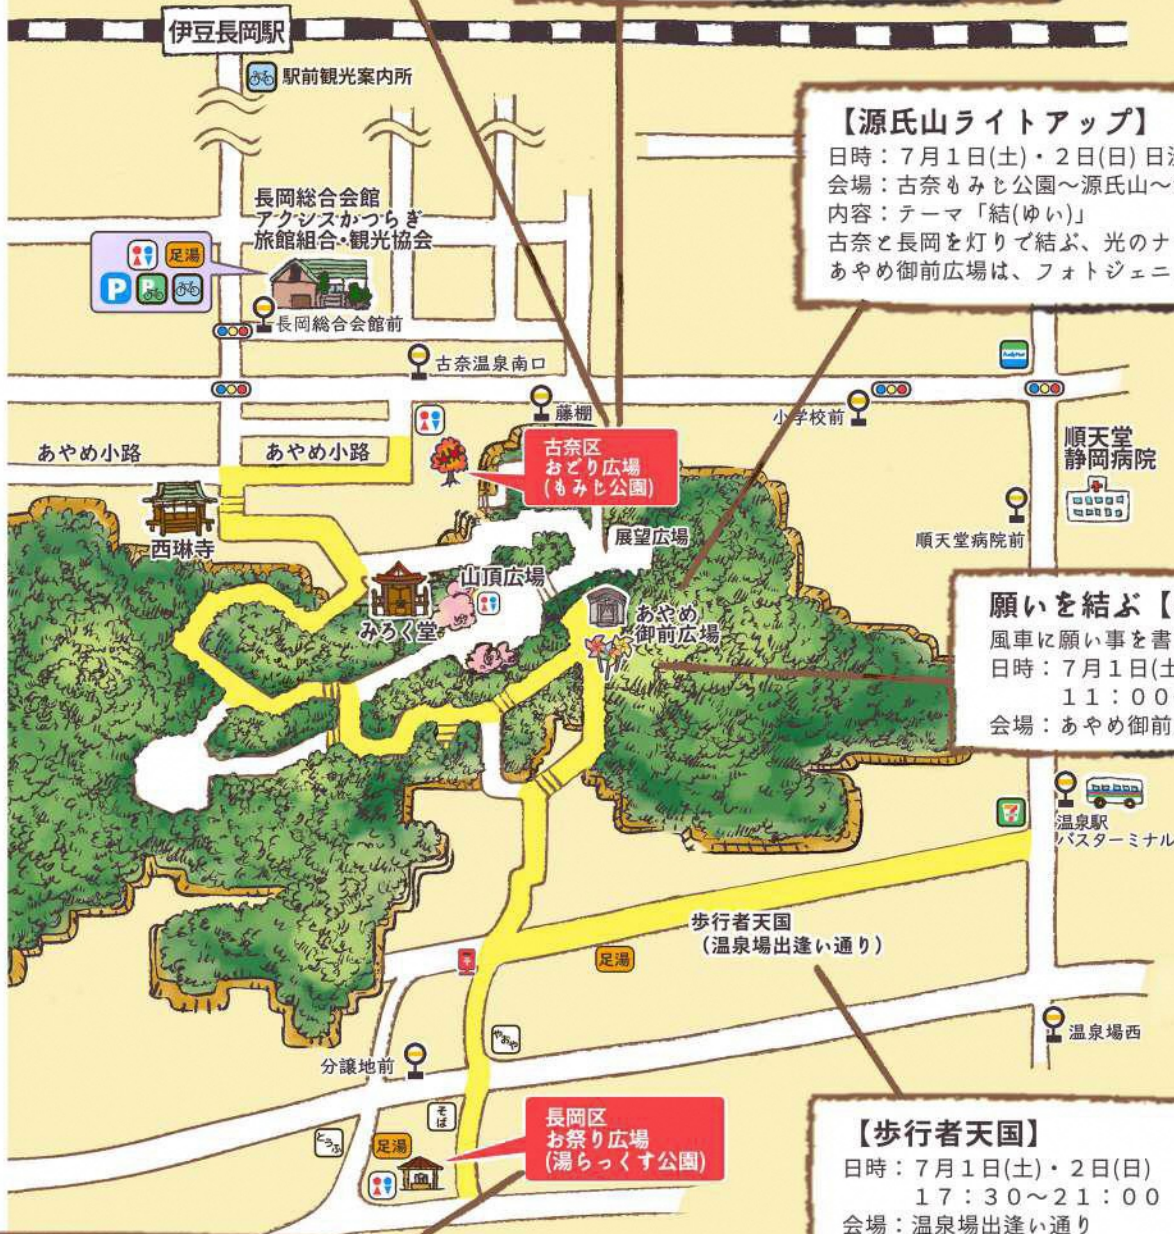 伊豆長岡駅
駅前観光案内所
【源氏山ライトアップ】
日時：７月１日(土)・２日(日)
会場：古奈もみじ公園～源氏山～
内容：テーマ「結(ゆい)」
古奈と長岡を灯りで結ぶ、光のナ
あやめ御前広場は、フォトジェニ
長岡総合会館
アクシスかつらぎ
旅館組合・観光協会
足湯
P
P
長岡総合会館前
古奈温泉南口
FamilyMart
藤棚
小学校前
あやめ小路
あやめ小路
古奈区
おどり広場
(もみじ公園)
順天堂
静岡病院
西琳寺
展望広場
順天堂病院前
山頂広場
みろく堂
あやめ
御前広場
願いを結ぶ【
風車に願い事を書
日時：７月１日(土
１１：００
会場：あやめ御前
7
温泉駅
バスターミナル
歩行者天国
（温泉場出逢い通り）
〒
足湯
やおや
温泉場西
分譲地前
そば
とうふ
足湯
長岡区
お祭り広場
(湯らっくす公園)
【歩行者天国】
日時：７月１日(土)・２日(日)
１７：３０～２１：００
会場：温泉場出逢い通り